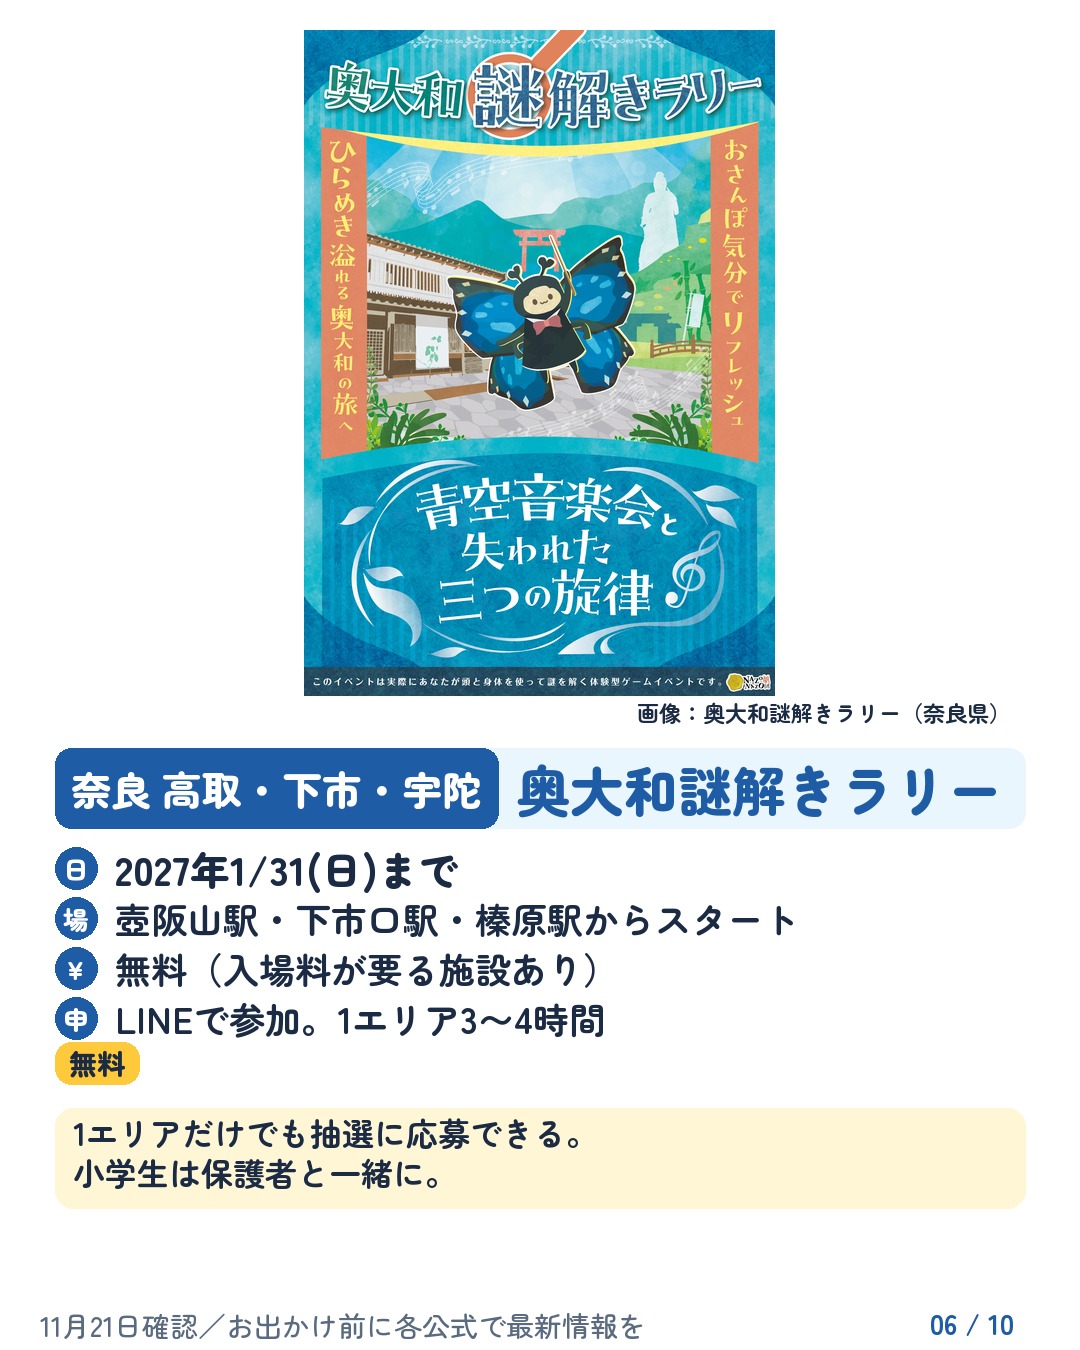 奥大和謎解きラリー
おさんぽ気分でリフレッシュ
ひらめき溢れる奥大和の旅へ
青空音楽会と
失われた
三つの旋律
このイベントは実際にあなたが頭と身体を使って謎を解く体験型ゲームイベントです。
画像：奥大和謎解きラリー（奈良県）
奈良 高取・下市・宇陀 奥大和謎解きラリー
日 2027年1/31(日)まで
場 壺阪山駅・下市口駅・榛原駅からスタート
¥ 無料（入場料が要る施設あり）
申 LINEで参加。1エリア3〜4時間
無料
1エリアだけでも抽選に応募できる。
小学生は保護者と一緒に。
11月21日確認／お出かけ前に各公式で最新情報を
06 / 10